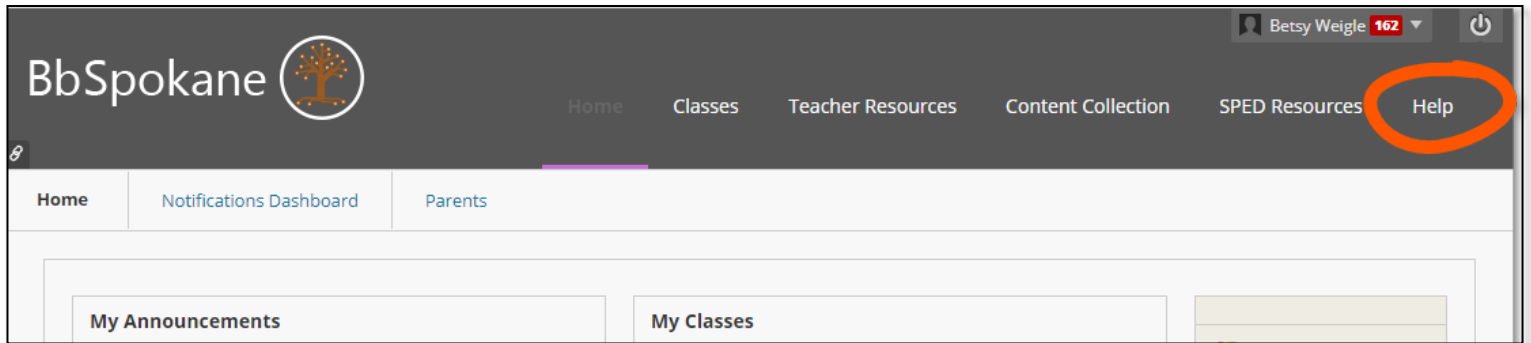 Betsy Weigle 162
BbSpokane
Home Classes Teacher Resources Content Collection SPED Resources Help
Home Notifications Dashboard Parents
My Announcements My Classes